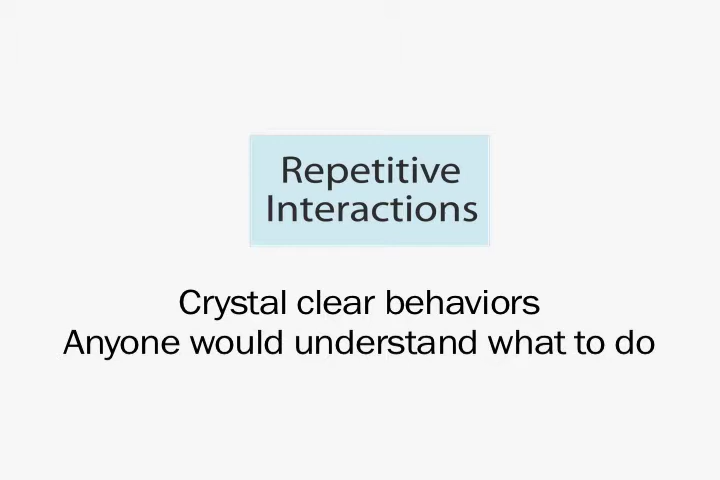 Repetitive
Interactions
Crystal clear behaviors
Anyone would understand what to do